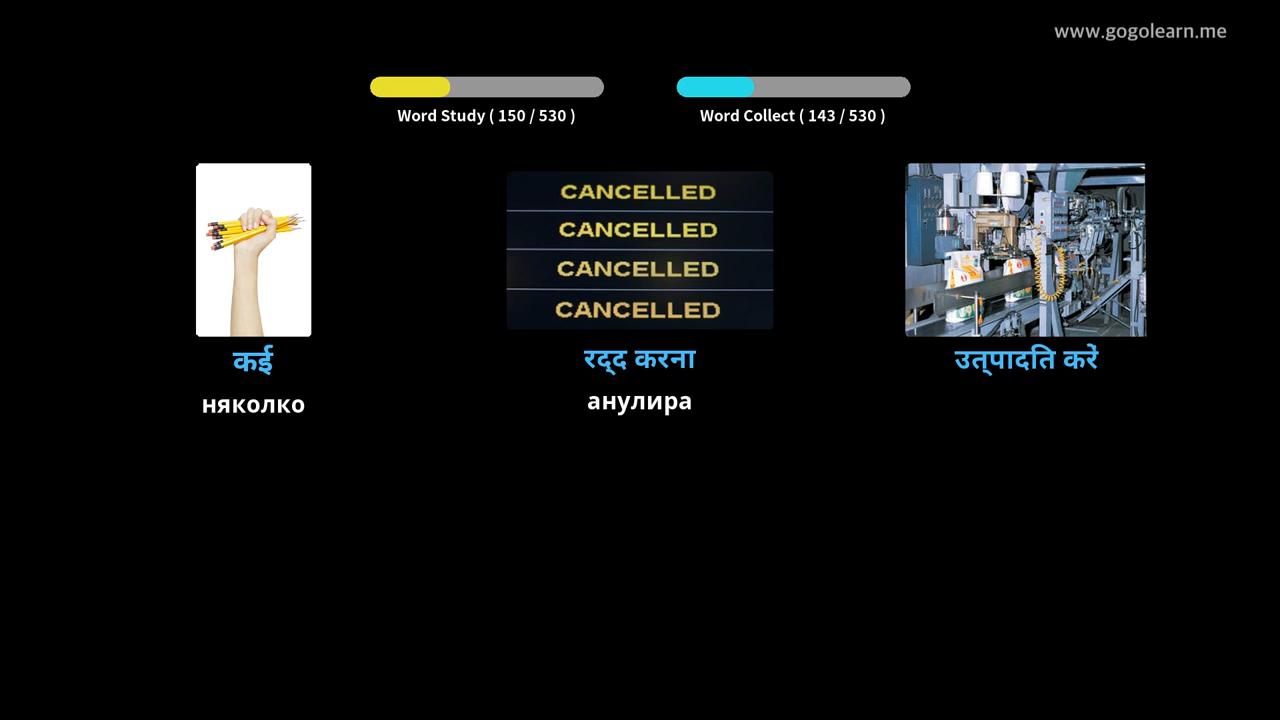 www.gogolearn.me
Word Study ( 150 / 530 )
Word Collect ( 143 / 530 )
CANCELLED
CANCELLED
CANCELLED
CANCELLED
कई
रद्द करना
उत्पादित करें
няколко
анулира